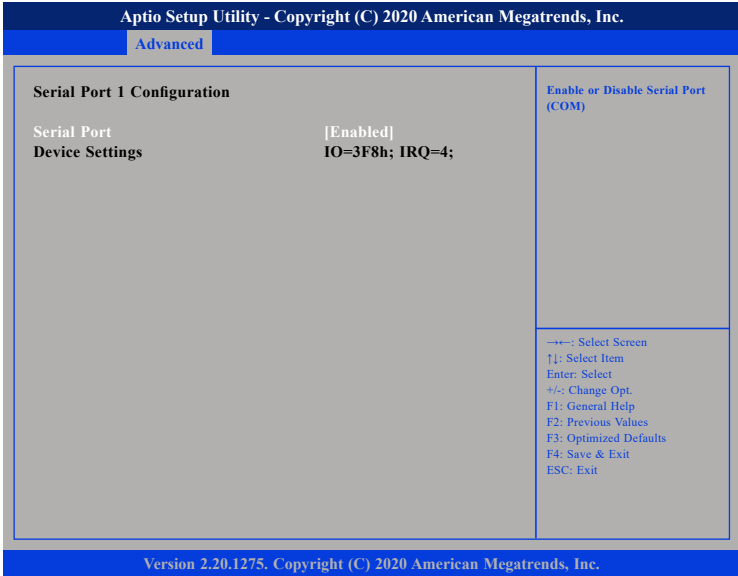 Aptio Setup Utility - Copyright (C) 2020 American Megatrends, Inc.
Advanced
Serial Port 1 Configuration
Serial Port [Enabled]
Device Settings IO=3F8h; IRQ=4;
Enable or Disable Serial Port
(COM)
→←: Select Screen
↑↓: Select Item
Enter: Select
+/-: Change Opt.
F1: General Help
F2: Previous Values
F3: Optimized Defaults
F4: Save & Exit
ESC: Exit
Version 2.20.1275. Copyright (C) 2020 American Megatrends, Inc.